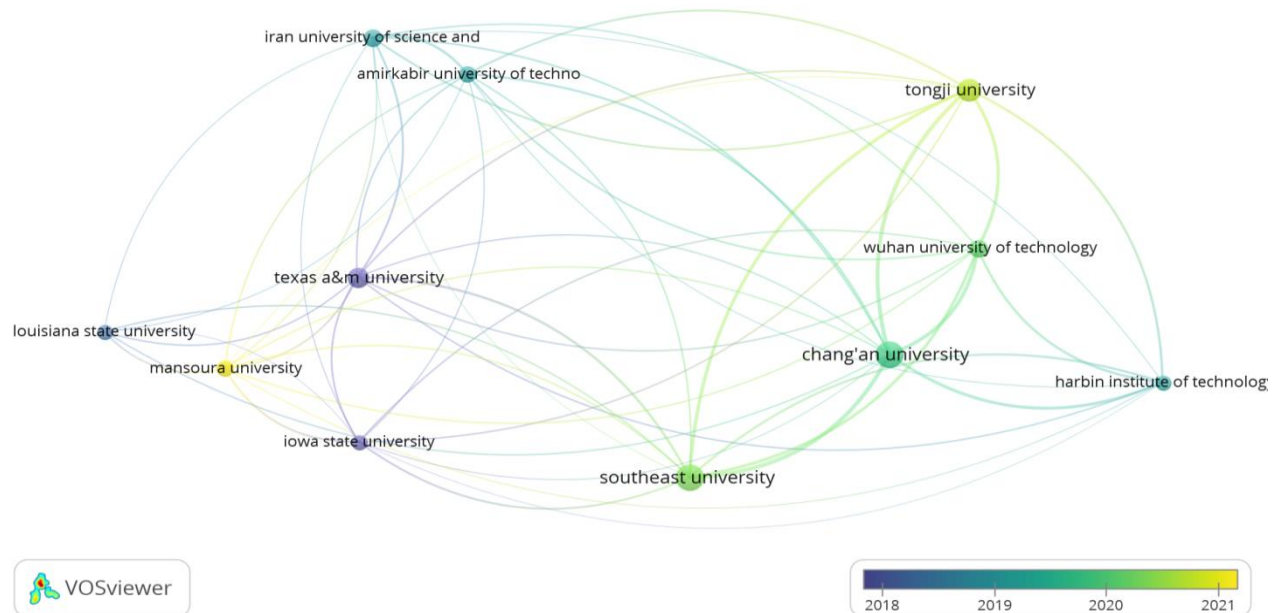 iran university of science and
amirkabir university of techno
tongji university
wuhan university of technology
texas a&m university
louisiana state university
chang'an university
mansoura university
harbin institute of technology
iowa state university
southeast university
VOSviewer
2018 2019 2020 2021